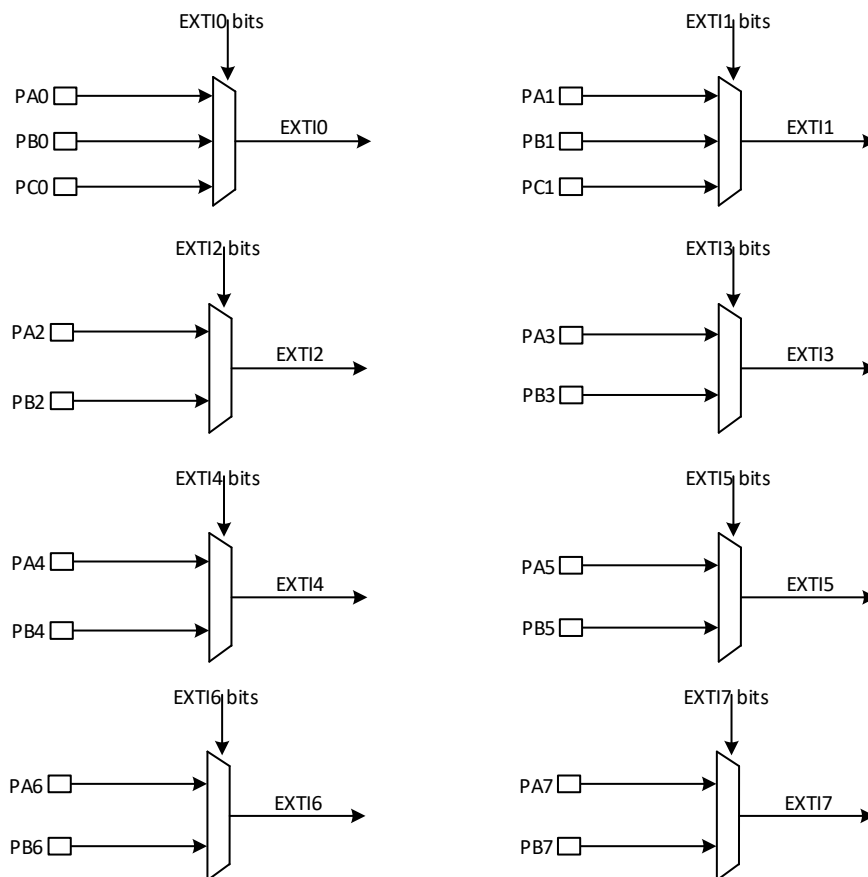 EXTI0 bits
PA0
PB0
EXTI0
PC0
EXTI1 bits
PA1
PB1
EXTI1
PC1
EXTI2 bits
PA2
EXTI2
PB2
EXTI3 bits
PA3
EXTI3
PB3
EXTI4 bits
PA4
EXTI4
PB4
EXTI5 bits
PA5
EXTI5
PB5
EXTI6 bits
PA6
EXTI6
PB6
EXTI7 bits
PA7
EXTI7
PB7